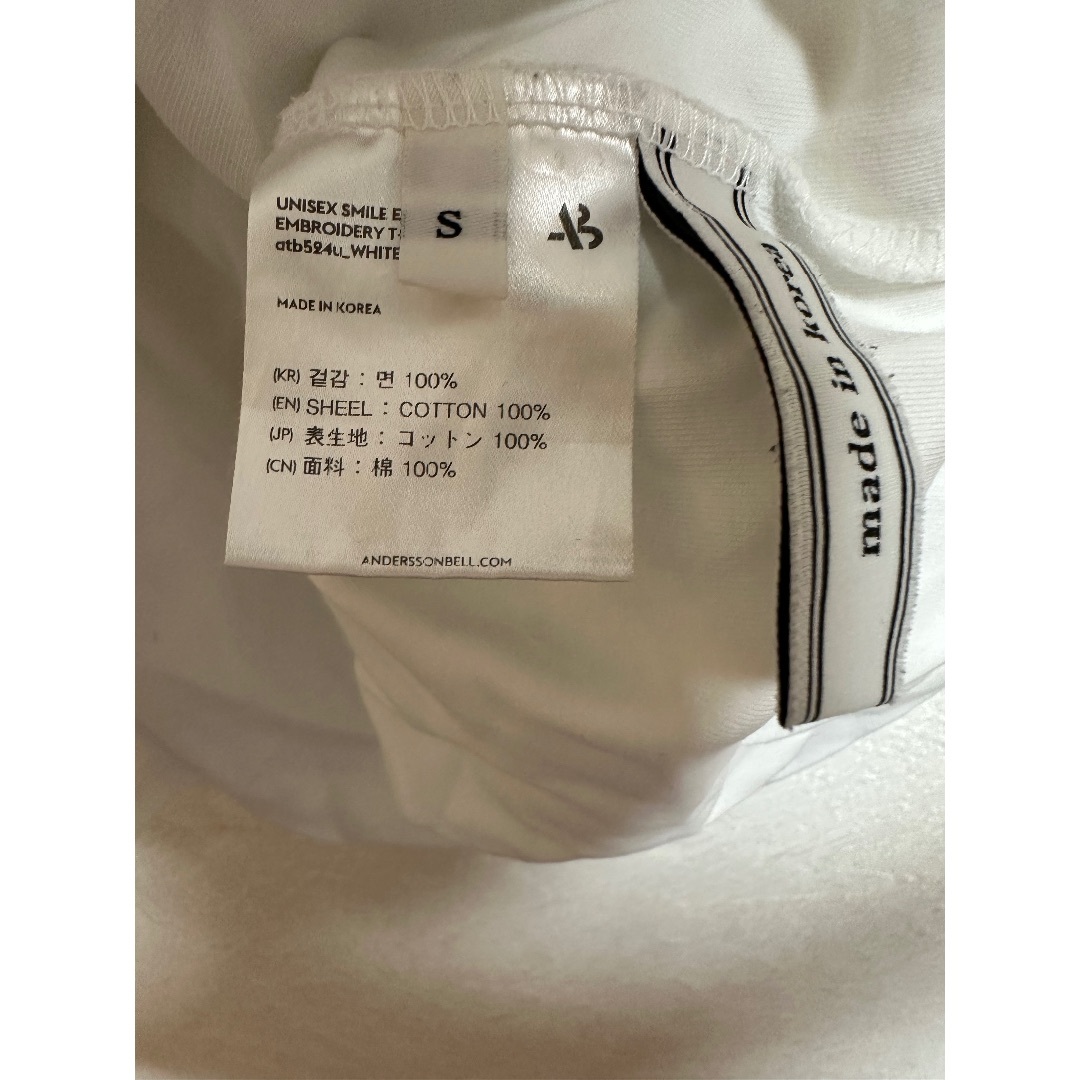 UNISEX SMILE E
EMBROIDERY T-
atb524u_WHITE
S
AB
MADE IN KOREA
(KR) 겉감 : 면 100%
(EN) SHEEL : COTTON 100%
(JP) 表生地 : コットン 100%
(CN) 面料 : 棉 100%
ANDERSSONBELL.COM
made in korea